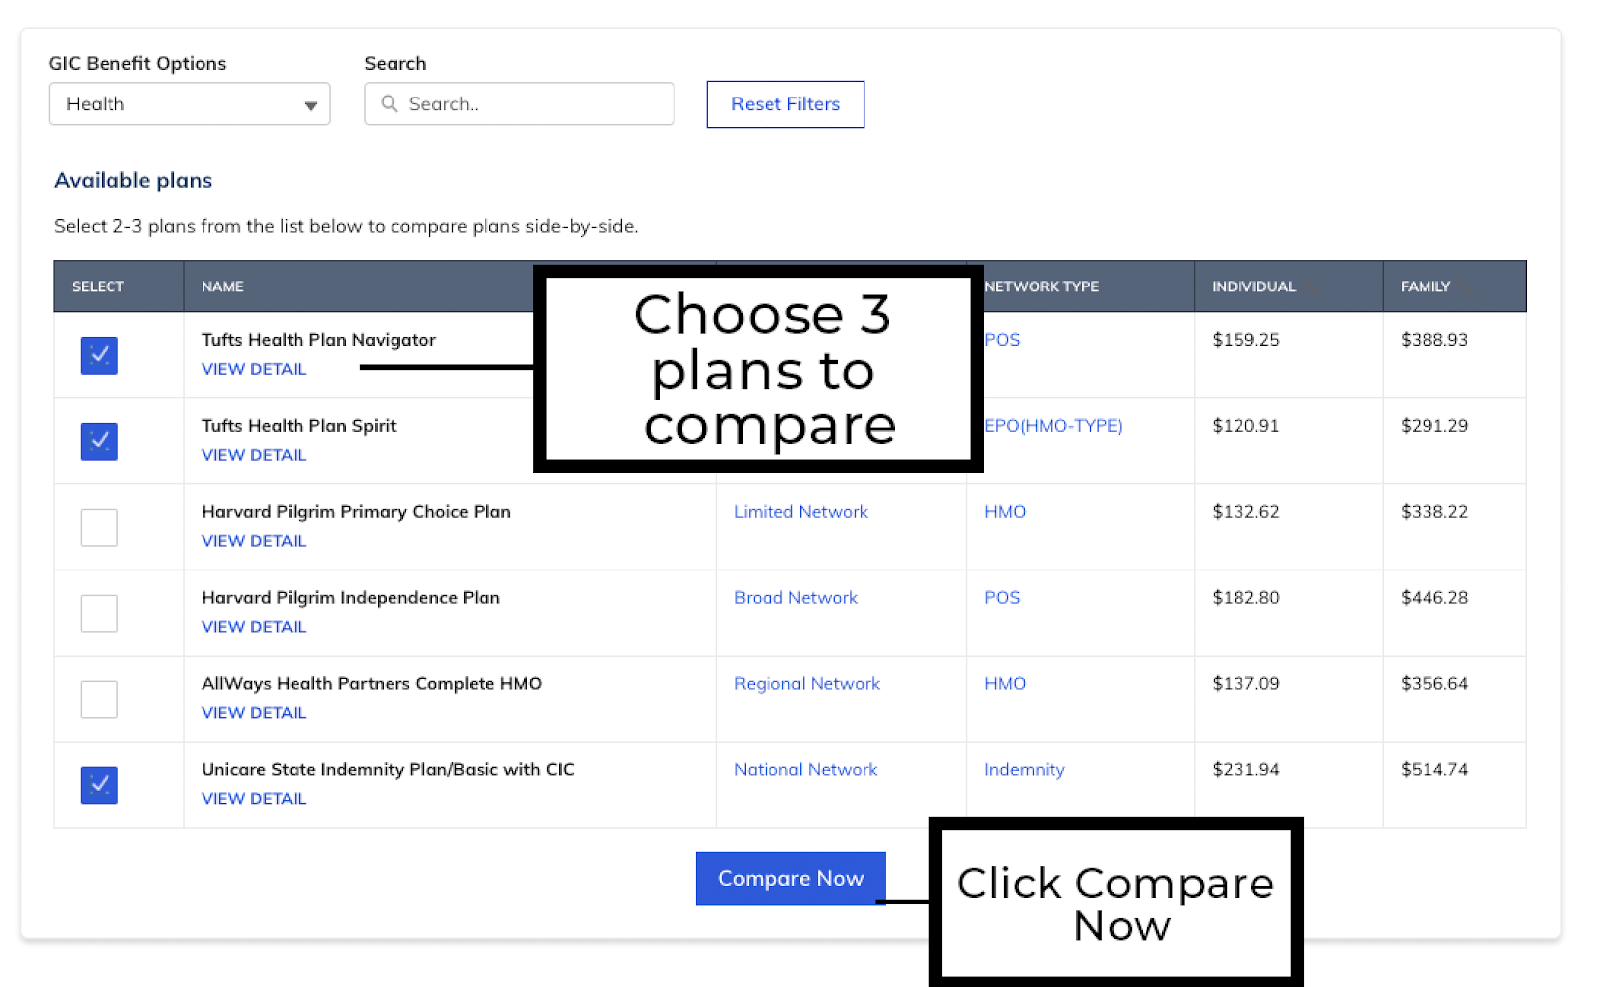 GIC Benefit Options
Search
Health
Search..
Reset Filters
Available plans
Select 2-3 plans from the list below to compare plans side-by-side.
SELECT NAME NETWORK TYPE INDIVIDUAL FAMILY
Choose 3
plans to
compare
Tufts Health Plan Navigator POS $159.25 $388.93
VIEW DETAIL
Tufts Health Plan Spirit EPO(HMO-TYPE) $120.91 $291.29
VIEW DETAIL
Harvard Pilgrim Primary Choice Plan Limited Network HMO $132.62 $338.22
VIEW DETAIL
Harvard Pilgrim Independence Plan Broad Network POS $182.80 $446.28
VIEW DETAIL
AllWays Health Partners Complete HMO Regional Network HMO $137.09 $356.64
VIEW DETAIL
Unicare State Indemnity Plan/Basic with CIC National Network Indemnity $231.94 $514.74
VIEW DETAIL
Compare Now
Click Compare
Now